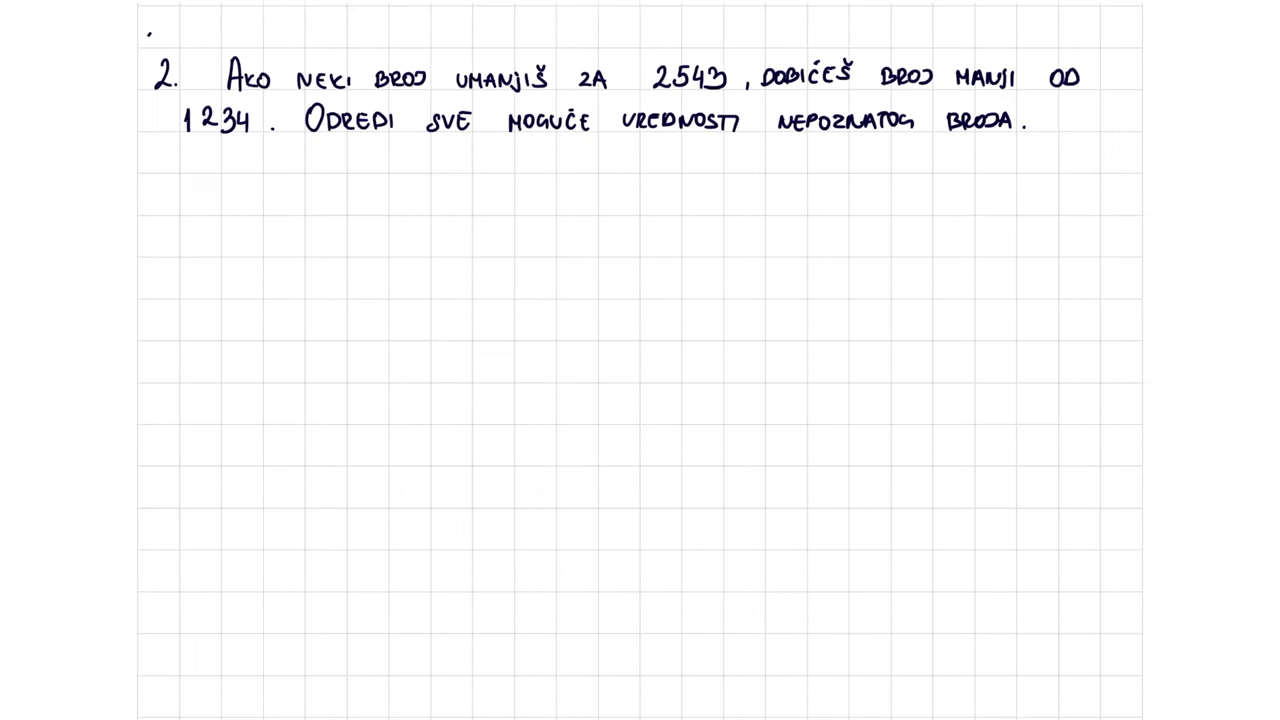 2. AKO NEKI BROJ UMANJIŠ ZA 2543, DOBIĆEŠ BROJ MANJI OD
1234. ODREDI SVE MOGUĆE VREDNOSTI NEPOZNATOG BROJA.